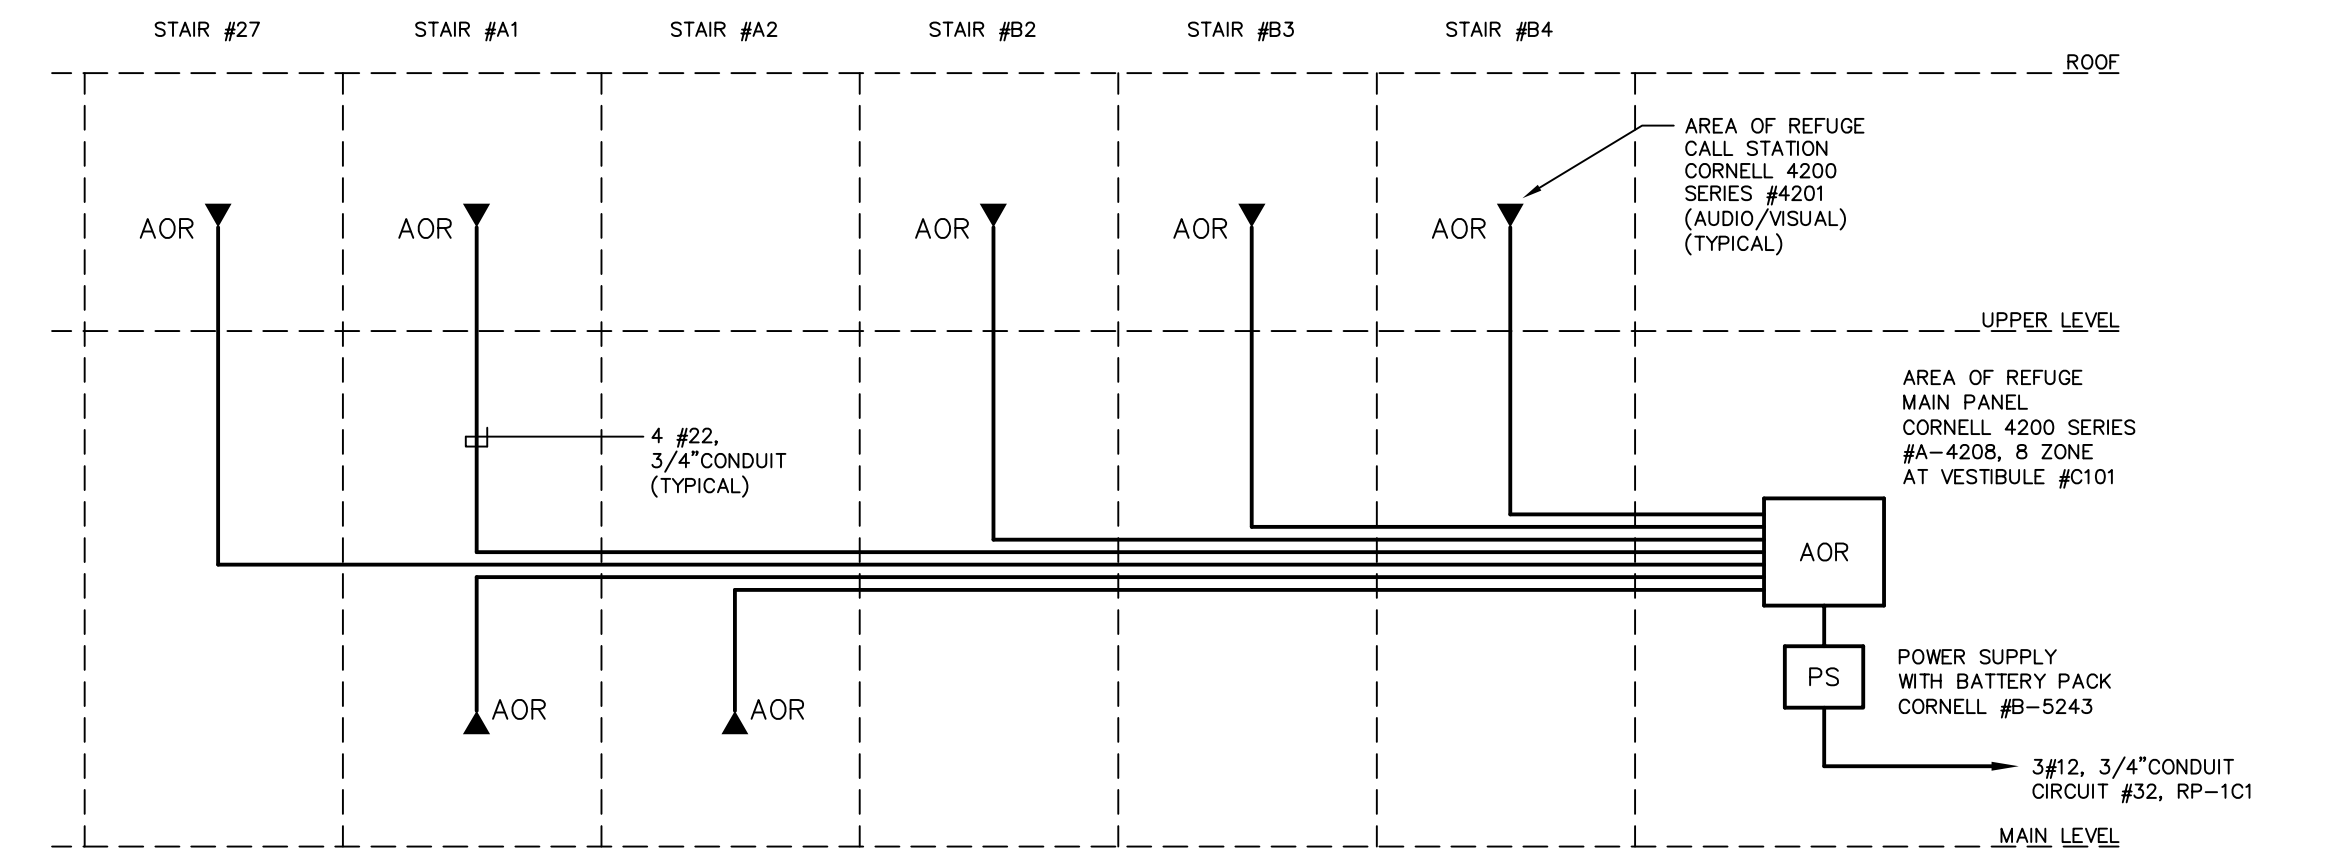 STAIR #27
STAIR #A1
STAIR #A2
STAIR #B2
STAIR #B3
STAIR #B4
ROOF
AREA OF REFUGE
CALL STATION
CORNELL 4200
SERIES #4201
(AUDIO/VISUAL)
(TYPICAL)
AOR
AOR
AOR
AOR
AOR
UPPER LEVEL
AREA OF REFUGE
MAIN PANEL
CORNELL 4200 SERIES
#A-4208, 8 ZONE
AT VESTIBULE #C101
4 #22,
3/4"CONDUIT
(TYPICAL)
AOR
POWER SUPPLY
WITH BATTERY PACK
CORNELL #B-5243
PS
AOR
AOR
3#12, 3/4"CONDUIT
CIRCUIT #32, RP-1C1
MAIN LEVEL